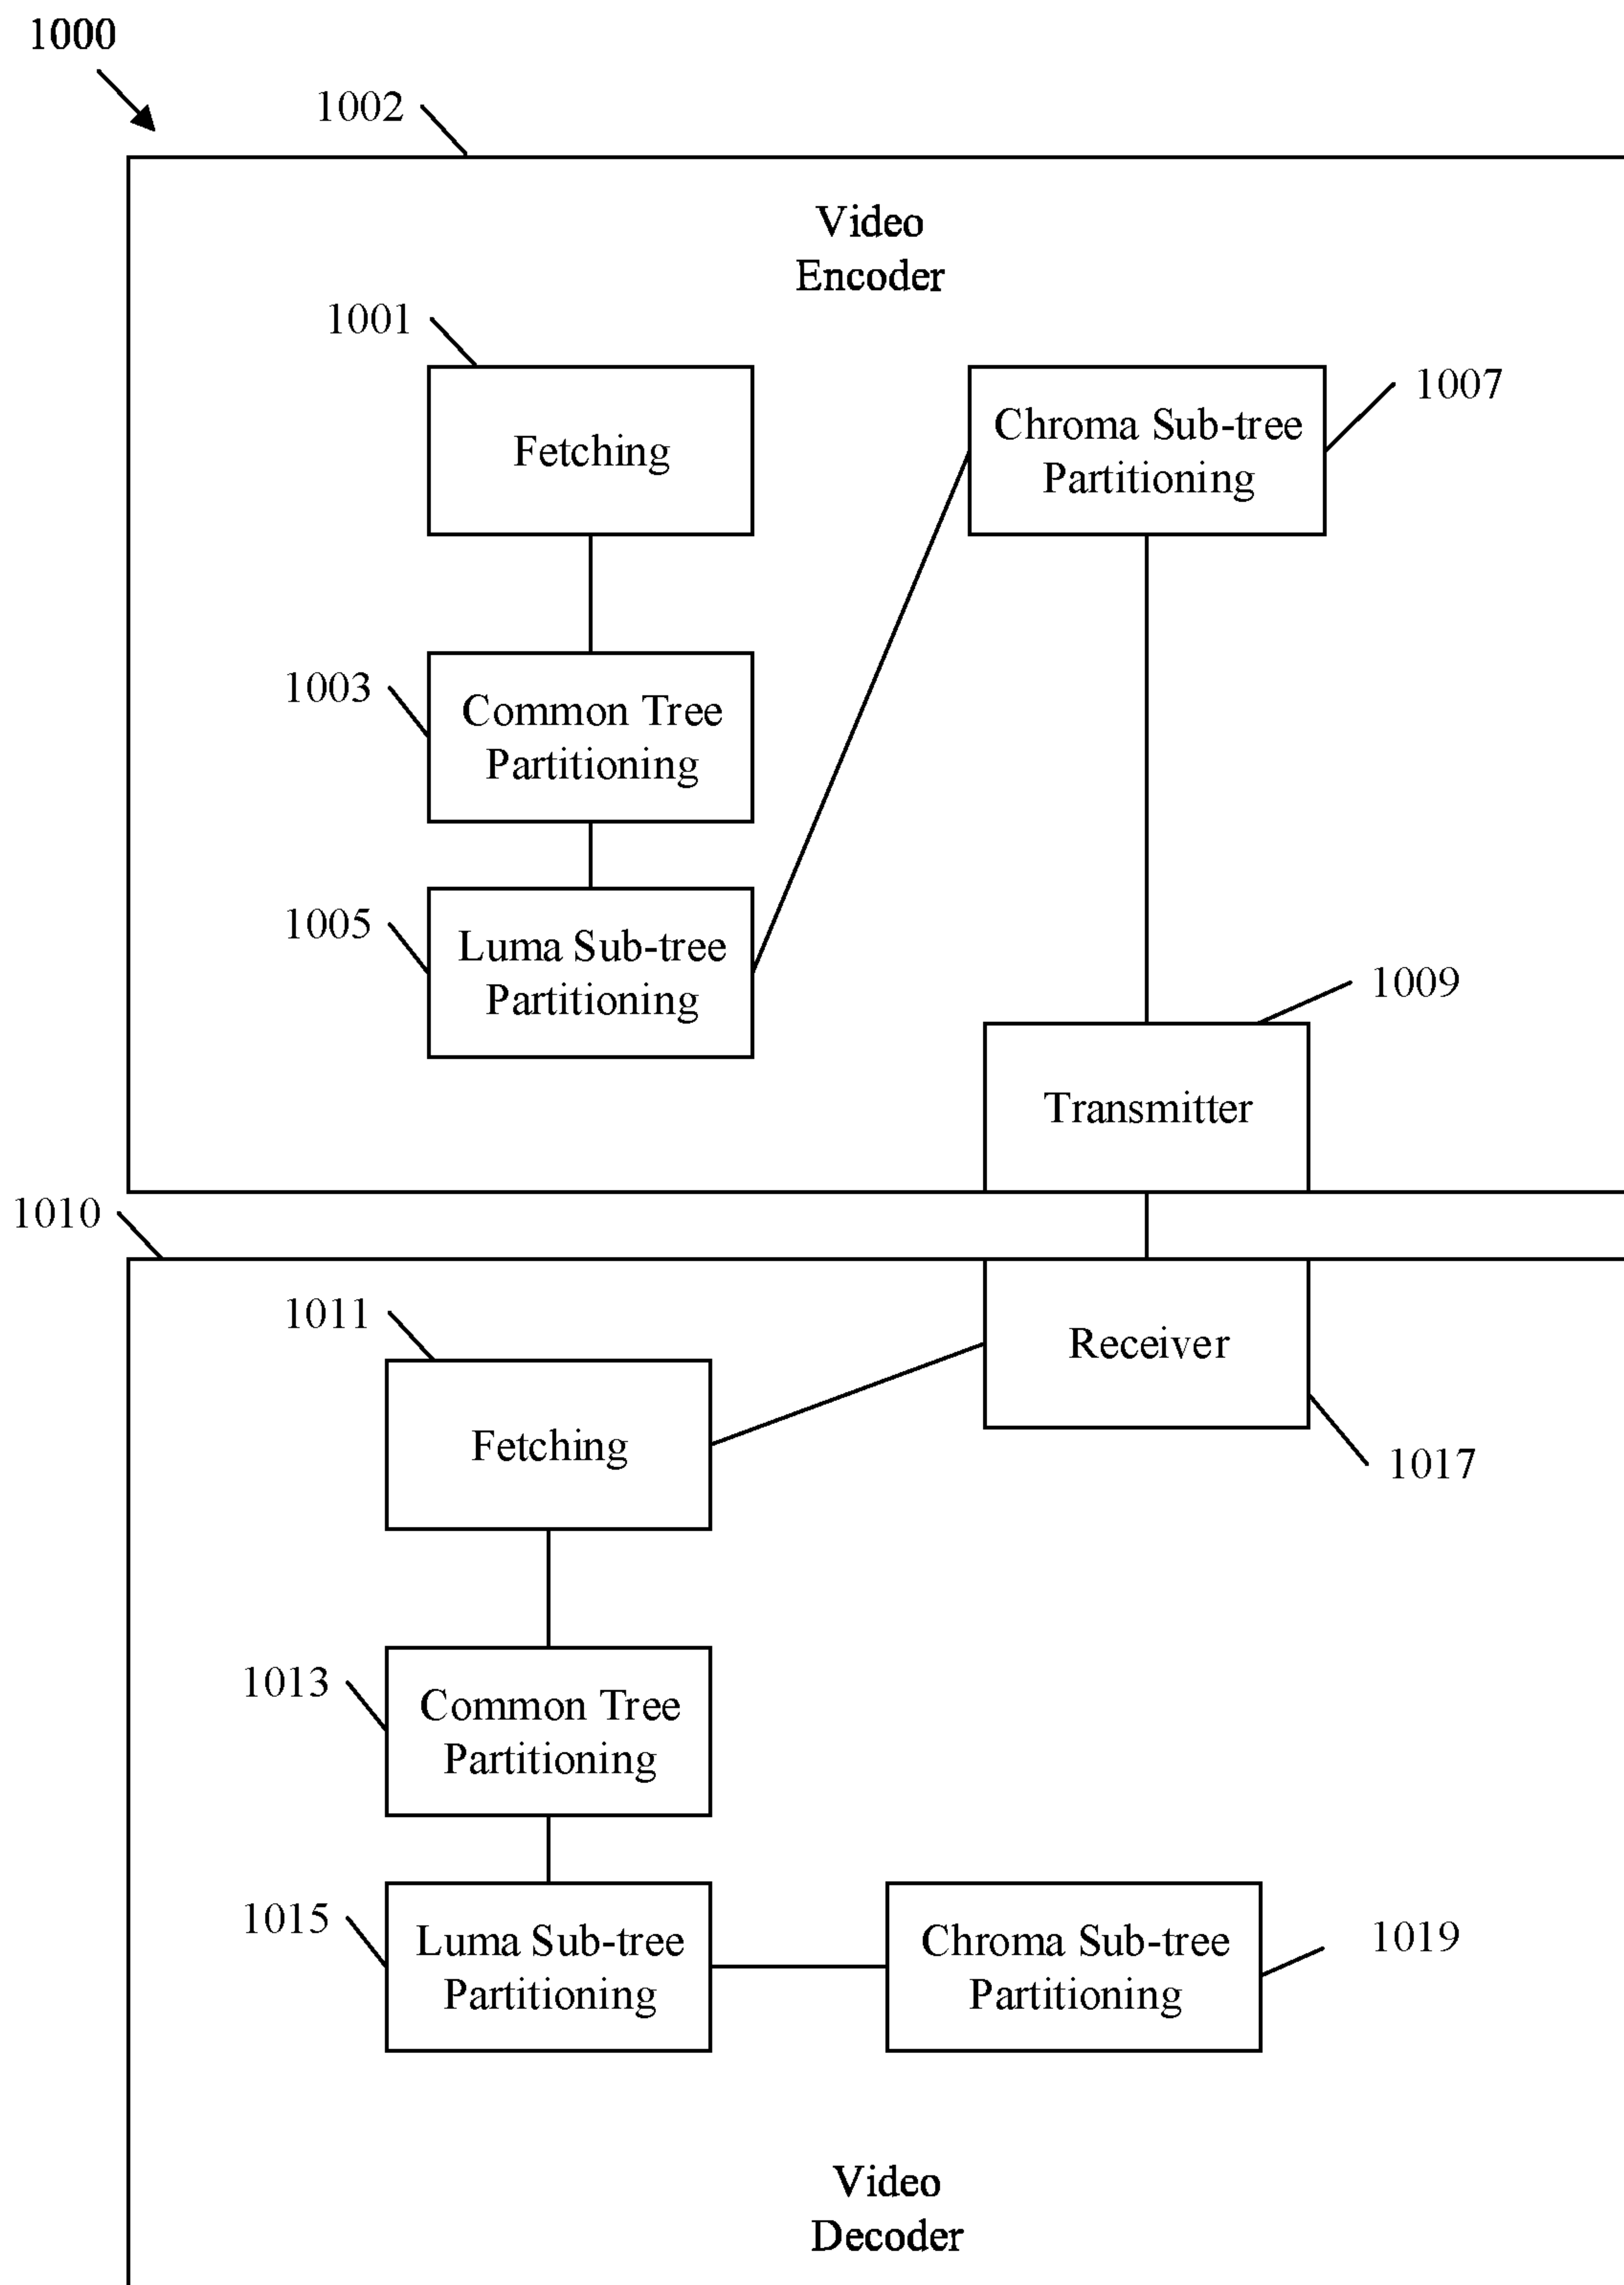 1000
1002
Video
Encoder
1001
Fetching
Chroma Sub-tree
Partitioning
1007
1003
Common Tree
Partitioning
1005
Luma Sub-tree
Partitioning
1009
Transmitter
1010
1011
Fetching
Receiver
1017
1013
Common Tree
Partitioning
1015
Luma Sub-tree
Partitioning
Chroma Sub-tree
Partitioning
1019
Video
Decoder